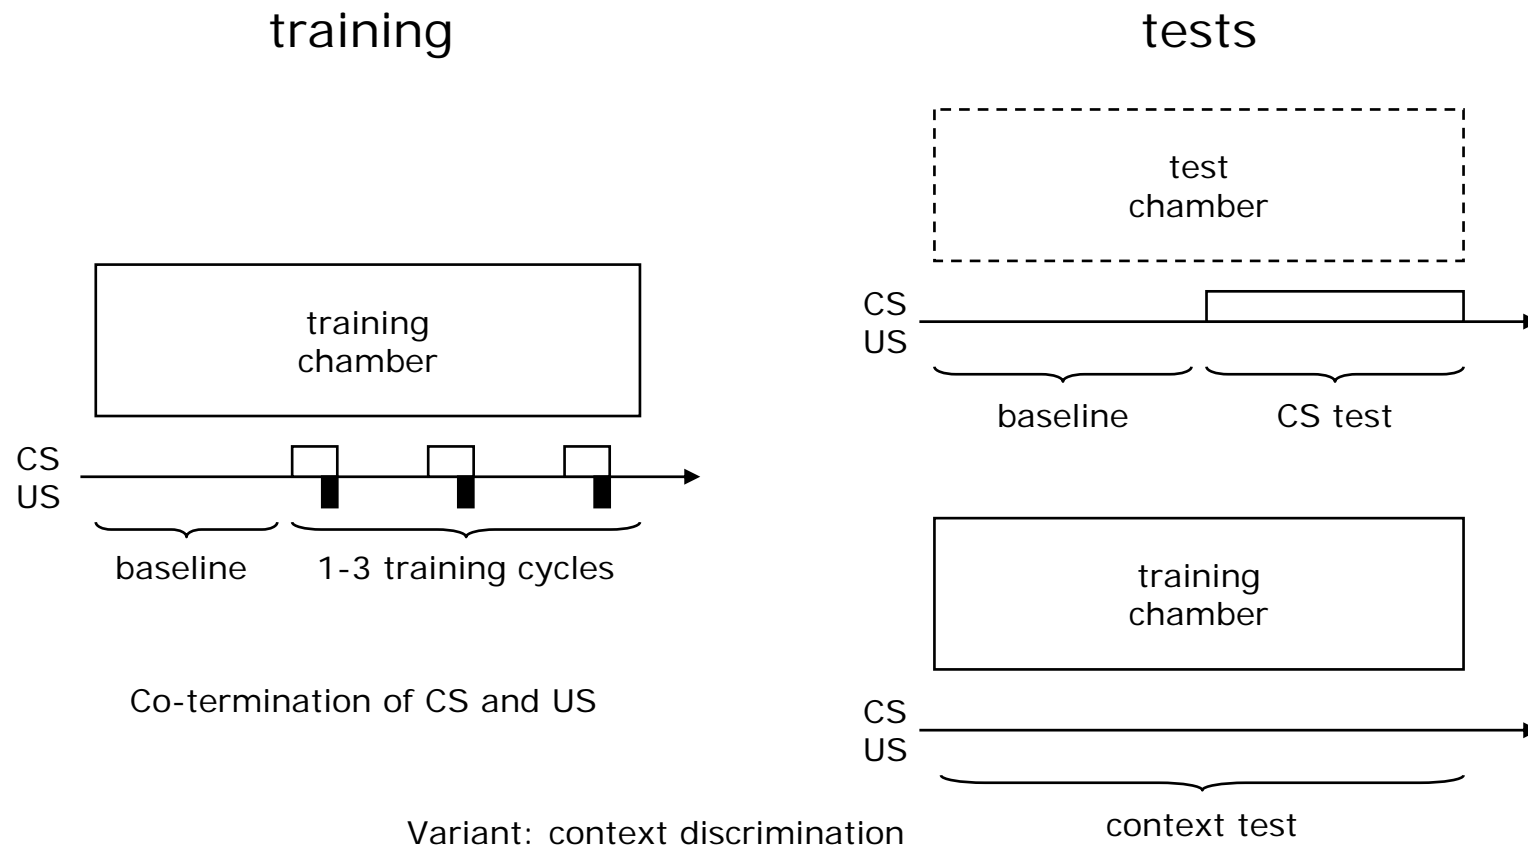 training
training
chamber
CS
US
baseline
1-3 training cycles
Co-termination of CS and US
tests
test
chamber
CS
US
baseline
CS test
training
chamber
CS
US
context test
Variant: context discrimination